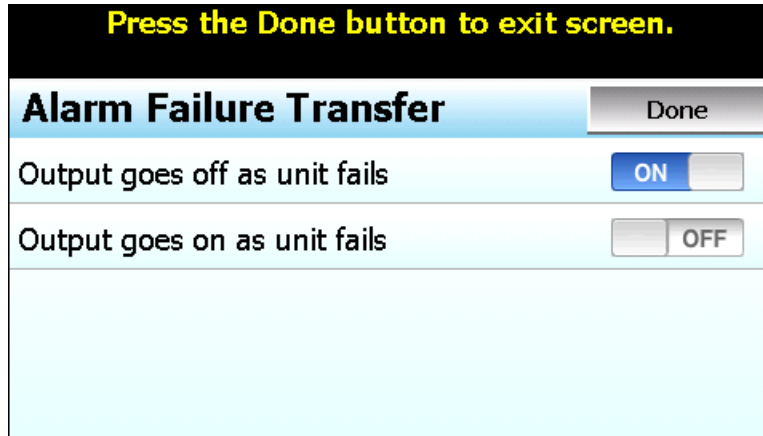 Press the Done button to exit screen.
Alarm Failure Transfer
Done
Output goes off as unit fails
ON
Output goes on as unit fails
OFF